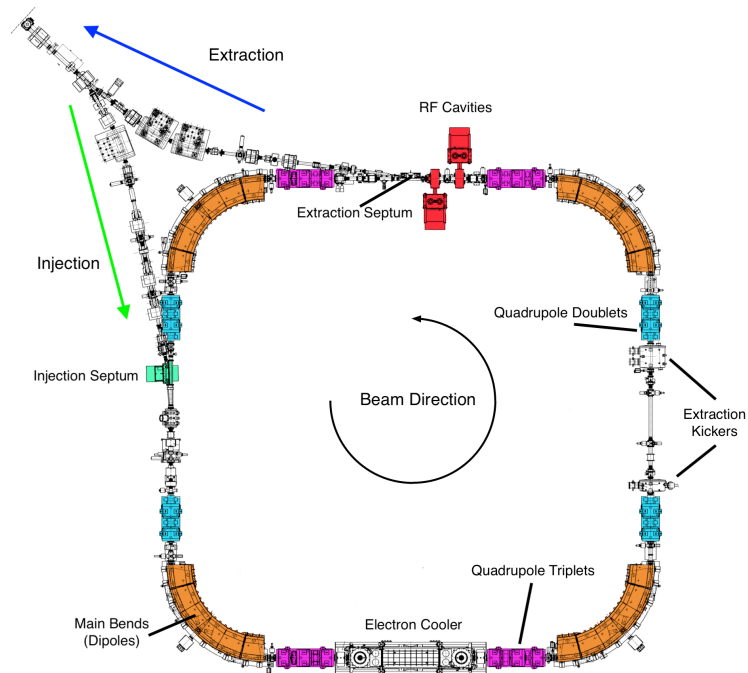 Extraction
RF Cavities
Extraction Septum
Injection
Quadrupole Doublets
Injection Septum
Beam Direction
Extraction
Kickers
Quadrupole Triplets
Main Bends
(Dipoles)
Electron Cooler